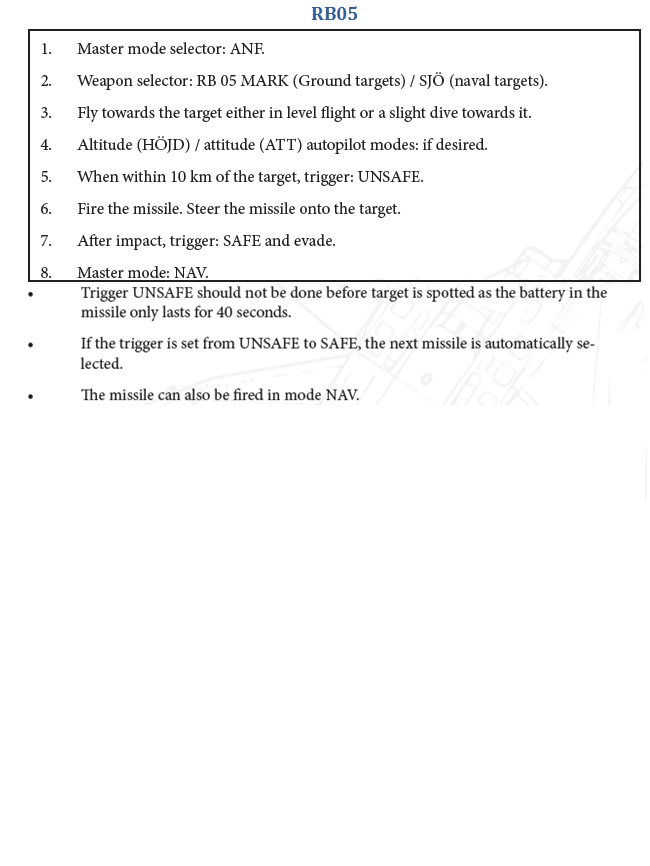 RB05
1. Master mode selector: ANF.
2. Weapon selector: RB 05 MARK (Ground targets) / SJÖ (naval targets).
3. Fly towards the target either in level flight or a slight dive towards it.
4. Altitude (HÖJD) / attitude (ATT) autopilot modes: if desired.
5. When within 10 km of the target, trigger: UNSAFE.
6. Fire the missile. Steer the missile onto the target.
7. After impact, trigger: SAFE and evade.
8. Master mode: NAV.
• Trigger UNSAFE should not be done before target is spotted as the battery in the
missile only lasts for 40 seconds.
• If the trigger is set from UNSAFE to SAFE, the next missile is automatically se-
lected.
• The missile can also be fired in mode NAV.